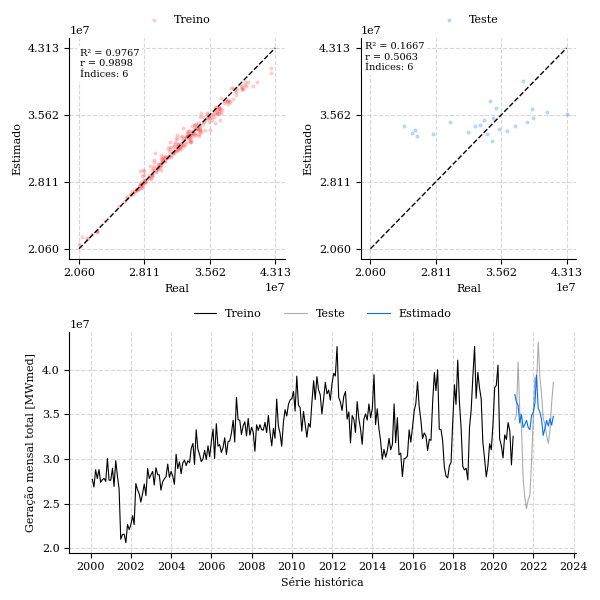 Treino
1e7
R² = 0.9767
r = 0.9898
Índices: 6
4.313
3.562
2.811
2.060
Estimado
2.060 2.811 3.562 4.313
Real
1e7
Teste
1e7
R² = 0.1667
r = 0.5063
Índices: 6
4.313
3.562
2.811
2.060
Estimado
2.060 2.811 3.562 4.313
Real
1e7
Treino Teste Estimado
1e7
4.0
3.5
3.0
2.5
2.0
Geração mensal total [MWmed]
2000 2002 2004 2006 2008 2010 2012 2014 2016 2018 2020 2022 2024
Série histórica